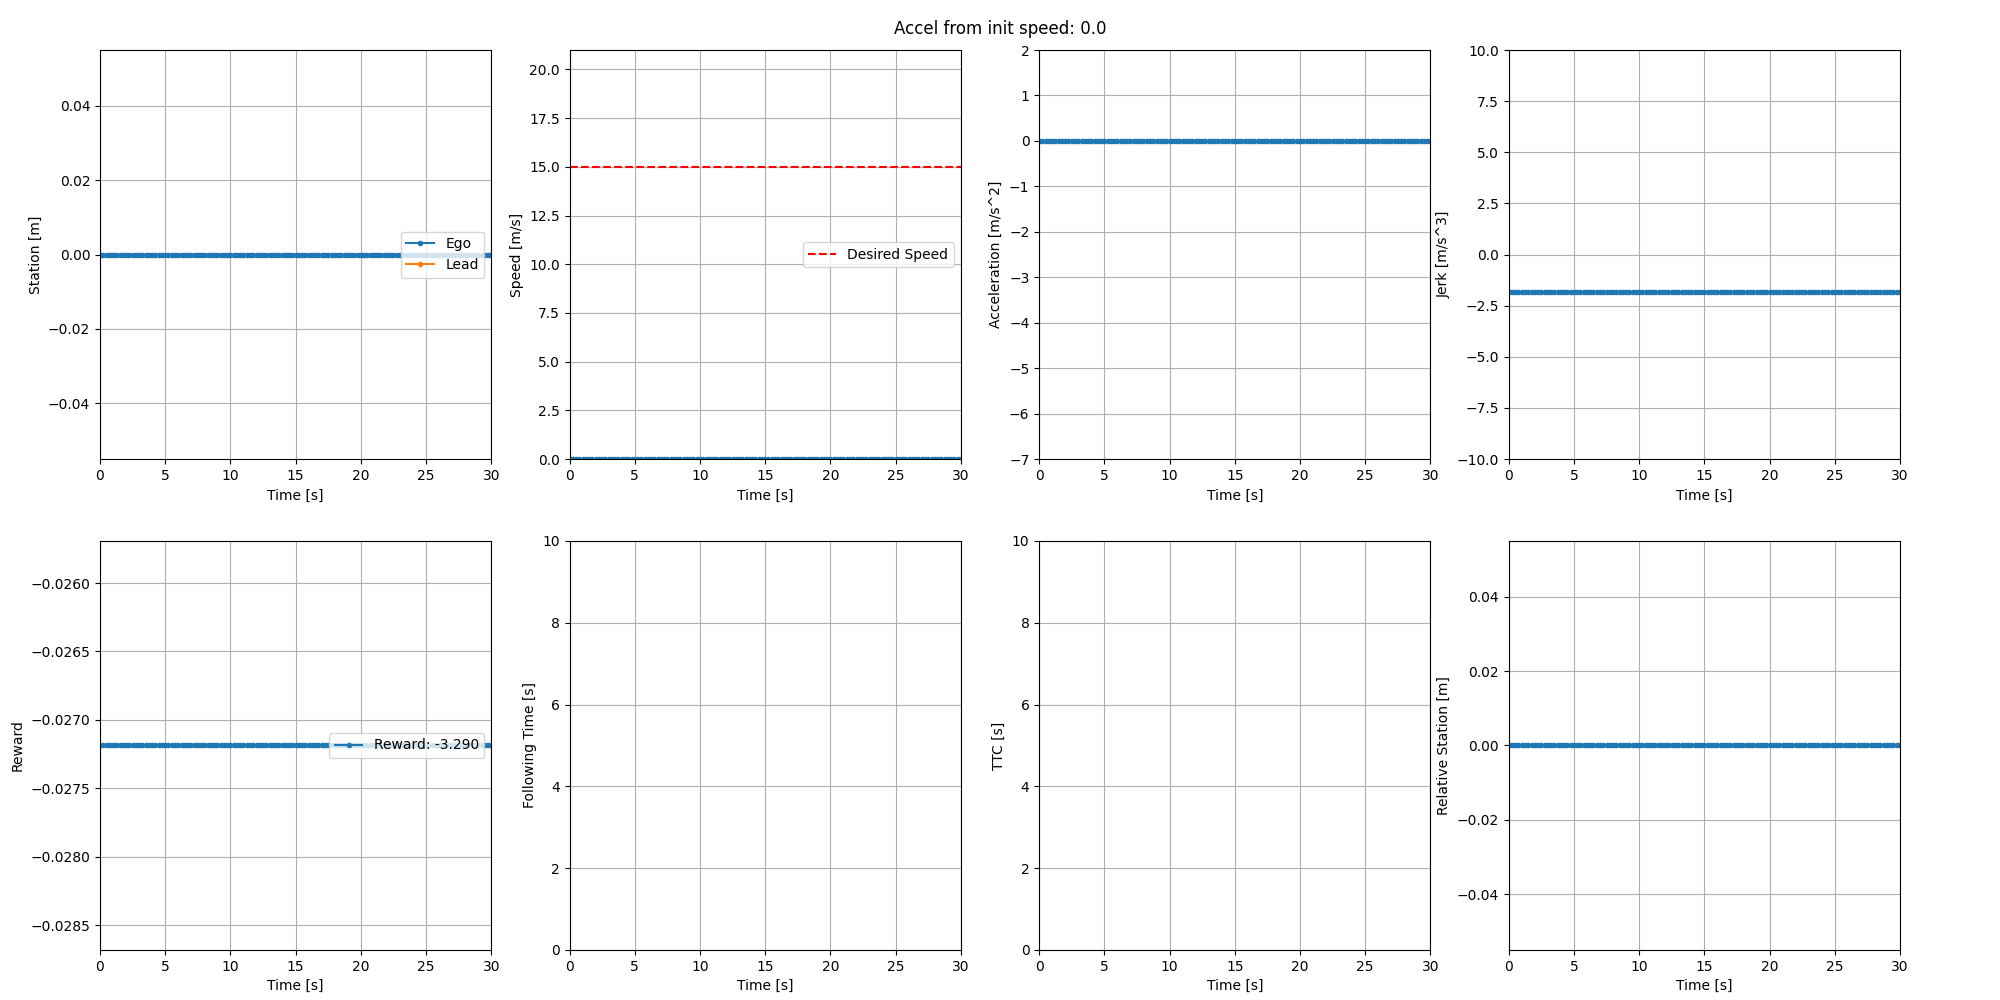 Accel from init speed: 0.0
Station [m]
0.04
0.02
0.00
−0.02
−0.04
Ego
Lead
0 5 10 15 20 25 30
Time [s]
Speed [m/s]
20.0
17.5
15.0
12.5
10.0
7.5
5.0
2.5
0.0
Desired Speed
0 5 10 15 20 25 30
Time [s]
Acceleration [m/s^2]
2
1
0
−1
−2
−3
−4
−5
−6
−7
0 5 10 15 20 25 30
Time [s]
Jerk [m/s^3]
10.0
7.5
5.0
2.5
0.0
−2.5
−5.0
−7.5
−10.0
0 5 10 15 20 25 30
Time [s]
Reward
−0.0260
−0.0265
−0.0270
−0.0275
−0.0280
−0.0285
Reward: -3.290
0 5 10 15 20 25 30
Time [s]
Following Time [s]
10
8
6
4
2
0
0 5 10 15 20 25 30
Time [s]
TTC [s]
10
8
6
4
2
0
0 5 10 15 20 25 30
Time [s]
Relative Station [m]
0.04
0.02
0.00
−0.02
−0.04
0 5 10 15 20 25 30
Time [s]